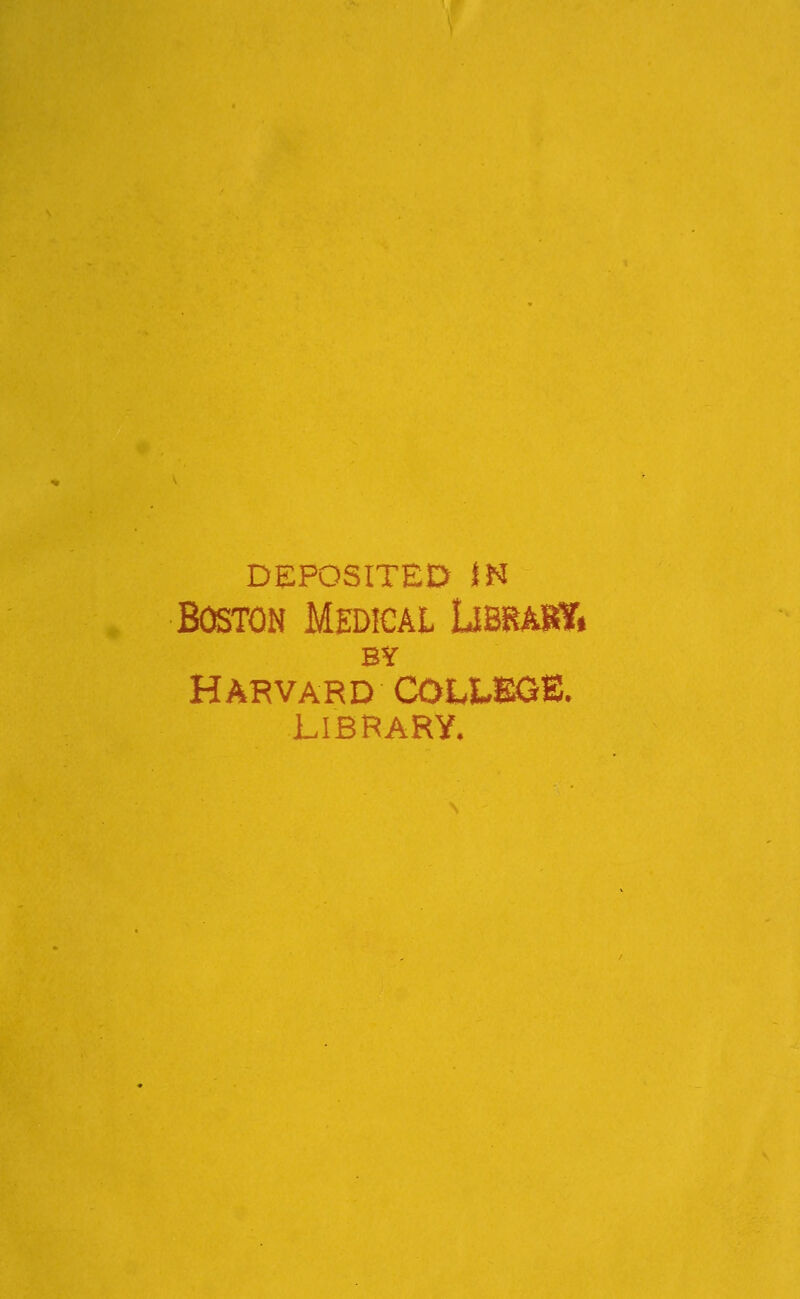 DEPOSITED IN
BOSTON MEDICAL LIBRARY,
BY
HARVARD COLLEGE.
LIBRARY.